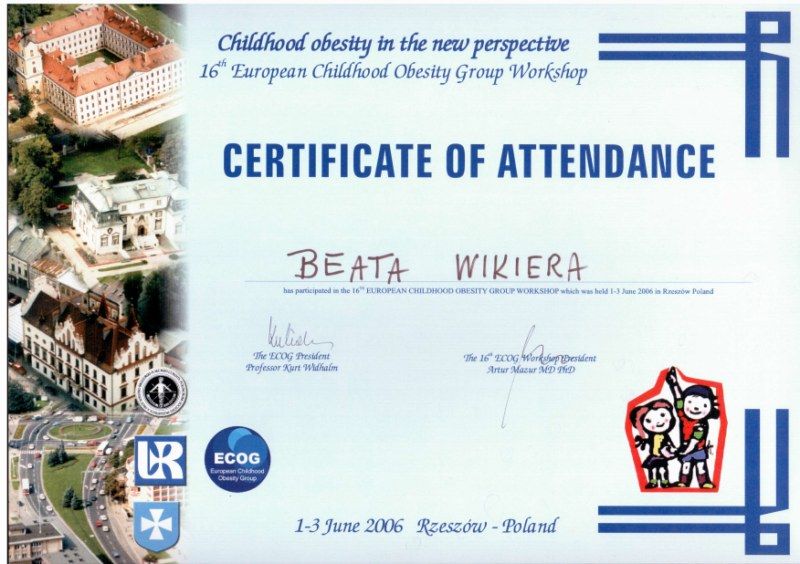 Childhood obesity in the new perspective
16th European Childhood Obesity Group Workshop
CERTIFICATE OF ATTENDANCE
BEATA WIKIERA
has participated in the 16TH EUROPEAN CHILDHOOD OBESITY GROUP WORKSHOP which was held 1-3 June 2006 in Rzeszów Poland
The ECOG President
Professor Kurt Widhalm
The 16th ECOG Workshop President
Artur Mazur MD PhD
UR
ECOG
European Childhood
Obesity Group
1-3 June 2006 Rzeszów - Poland